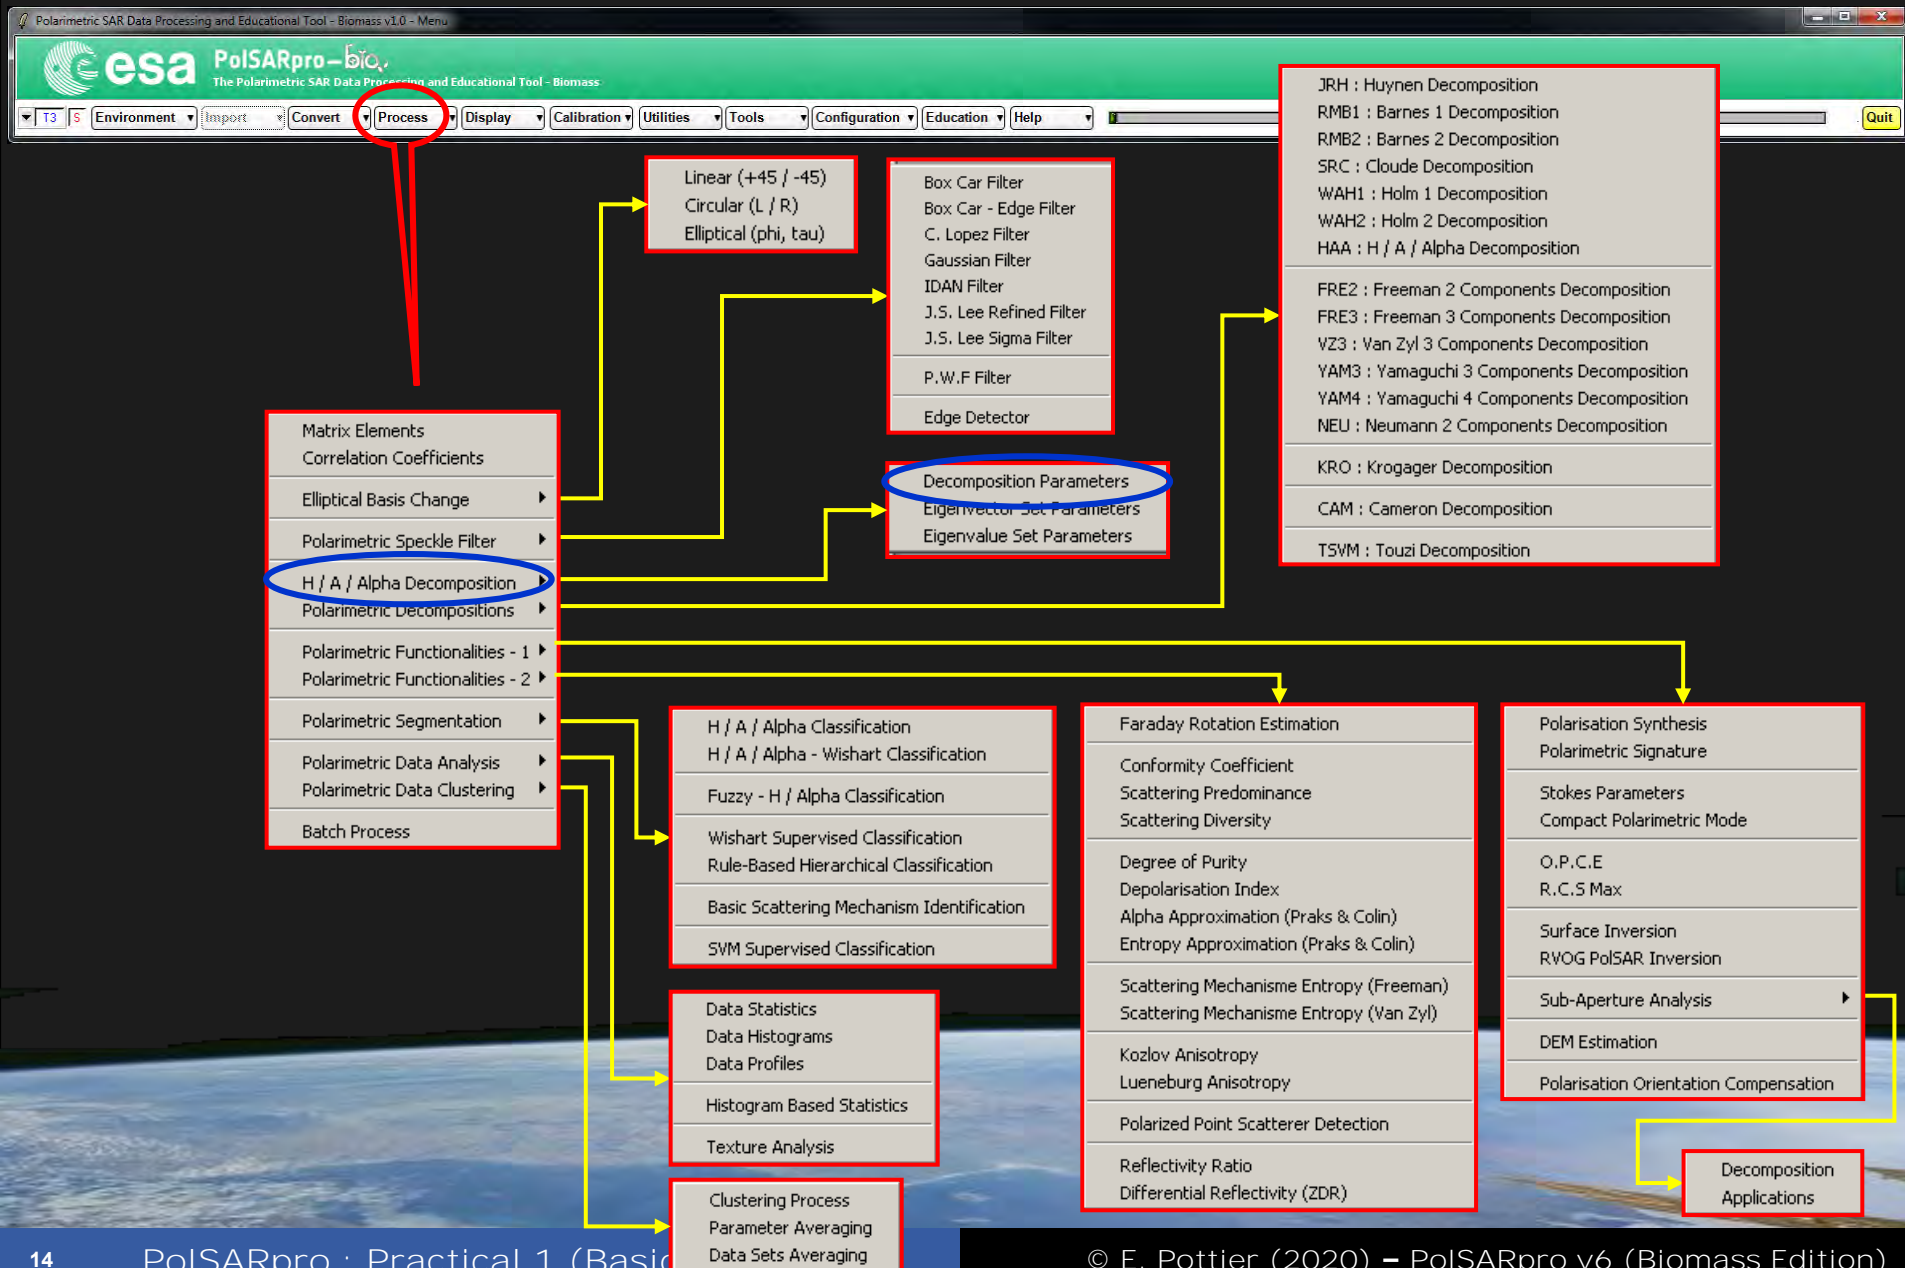 Polarimetric SAR Data Processing and Educational Tool - Biomass v1.0 - Menu
esa
PolSARpro-bio
The Polarimetric SAR Data Processing and Educational Tool - Biomass
T3 S Environment Import Convert Process Display Calibration Utilities Tools Configuration Education Help Quit
JRH : Huynen Decomposition
RMB1 : Barnes 1 Decomposition
RMB2 : Barnes 2 Decomposition
SRC : Cloude Decomposition
WAH1 : Holm 1 Decomposition
WAH2 : Holm 2 Decomposition
HAA : H / A / Alpha Decomposition
FRE2 : Freeman 2 Components Decomposition
FRE3 : Freeman 3 Components Decomposition
VZ3 : Van Zyl 3 Components Decomposition
YAM3 : Yamaguchi 3 Components Decomposition
YAM4 : Yamaguchi 4 Components Decomposition
NEU : Neumann 2 Components Decomposition
KRO : Krogager Decomposition
CAM : Cameron Decomposition
TSVM : Touzi Decomposition
Linear (+45 / -45)
Circular (L / R)
Elliptical (phi, tau)
Box Car Filter
Box Car - Edge Filter
C. Lopez Filter
Gaussian Filter
IDAN Filter
J.S. Lee Refined Filter
J.S. Lee Sigma Filter
P.W.F Filter
Edge Detector
Decomposition Parameters
Eigenvector Set Parameters
Eigenvalue Set Parameters
Matrix Elements
Correlation Coefficients
Elliptical Basis Change
Polarimetric Speckle Filter
H / A / Alpha Decomposition
Polarimetric Decompositions
Polarimetric Functionalities - 1
Polarimetric Functionalities - 2
Polarimetric Segmentation
Polarimetric Data Analysis
Polarimetric Data Clustering
Batch Process
H / A / Alpha Classification
H / A / Alpha - Wishart Classification
Fuzzy - H / Alpha Classification
Wishart Supervised Classification
Rule-Based Hierarchical Classification
Basic Scattering Mechanism Identification
SVM Supervised Classification
Data Statistics
Data Histograms
Data Profiles
Histogram Based Statistics
Texture Analysis
Clustering Process
Parameter Averaging
Data Sets Averaging
Faraday Rotation Estimation
Conformity Coefficient
Scattering Predominance
Scattering Diversity
Degree of Purity
Depolarisation Index
Alpha Approximation (Praks & Colin)
Entropy Approximation (Praks & Colin)
Scattering Mechanisme Entropy (Freeman)
Scattering Mechanisme Entropy (Van Zyl)
Kozlov Anisotropy
Lueneburg Anisotropy
Polarized Point Scatterer Detection
Reflectivity Ratio
Differential Reflectivity (ZDR)
Polarisation Synthesis
Polarimetric Signature
Stokes Parameters
Compact Polarimetric Mode
O.P.C.E
R.C.S Max
Surface Inversion
RVOG PolSAR Inversion
Sub-Aperture Analysis
DEM Estimation
Polarisation Orientation Compensation
Decomposition
Applications
14
PolSARpro : Practical 1 (Basic
© E. Pottier (2020) – PolSARpro v6 (Biomass Edition)